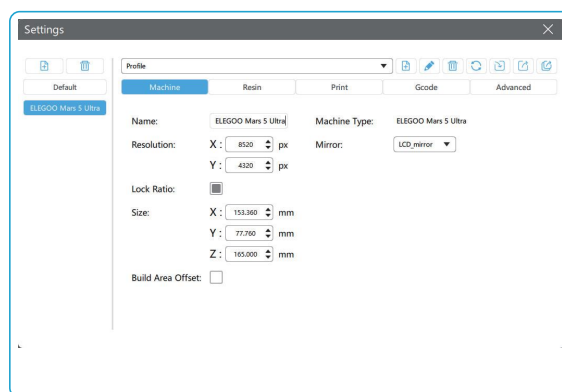 Settings
Profile
Default
Machine Resin Print Gcode Advanced
ELEGOO Mars 5 Ultra
Name: ELEGOO Mars 5 Ultra Machine Type: ELEGOO Mars 5 Ultra
Resolution: X : 8520 px Mirror: LCD_mirror
Y : 4320 px
Lock Ratio:
Size: X : 153.360 mm
Y : 77.760 mm
Z : 165.000 mm
Build Area Offset: